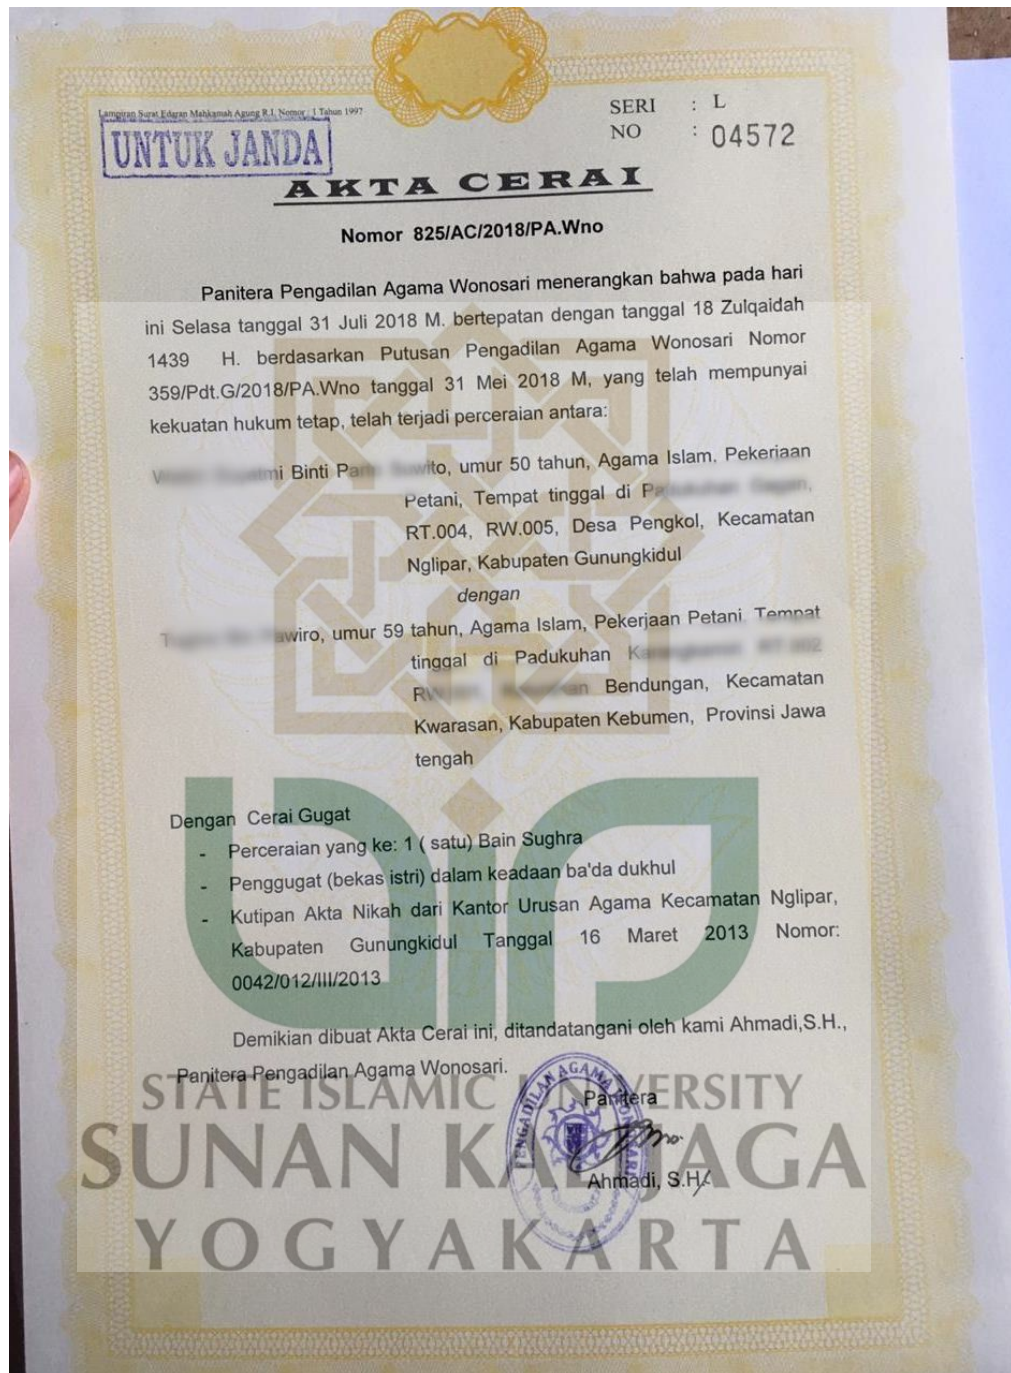 Lampiran Surat Edaran Mahkamah Agung R.I. Nomor : 1 Tahun 1997
UNTUK JANDA
SERI : L
NO : 04572
AKTA CERAI
Nomor 825/AC/2018/PA.Wno
Panitera Pengadilan Agama Wonosari menerangkan bahwa pada hari
ini Selasa tanggal 31 Juli 2018 M. bertepatan dengan tanggal 18 Zulqaidah
1439 H. berdasarkan Putusan Pengadilan Agama Wonosari Nomor
359/Pdt.G/2018/PA.Wno tanggal 31 Mei 2018 M, yang telah mempunyai
kekuatan hukum tetap, telah terjadi perceraian antara:
Binti umur 50 tahun, Agama Islam, Pekerjaan
Petani, Tempat tinggal di
RT.004, RW.005, Desa Pengkol, Kecamatan
Nglipar, Kabupaten Gunungkidul
dengan
umur 59 tahun, Agama Islam, Pekerjaan Petani, Tempat
tinggal di Padukuhan
Bendungan, Kecamatan
Kwarasan, Kabupaten Kebumen, Provinsi Jawa
tengah
Dengan Cerai Gugat
- Perceraian yang ke: 1 ( satu) Bain Sughra
- Penggugat (bekas istri) dalam keadaan ba'da dukhul
- Kutipan Akta Nikah dari Kantor Urusan Agama Kecamatan Nglipar,
Kabupaten Gunungkidul Tanggal 16 Maret 2013 Nomor:
0042/012/III/2013
Demikian dibuat Akta Cerai ini, ditandatangani oleh kami Ahmadi,S.H.,
Panitera Pengadilan Agama Wonosari.
Panitera
PENGADILAN AGAMA WONOSARI
Ahmadi, S.H.
STATE ISLAMIC UNIVERSITY
SUNAN KALIJAGA
YOGYAKARTA